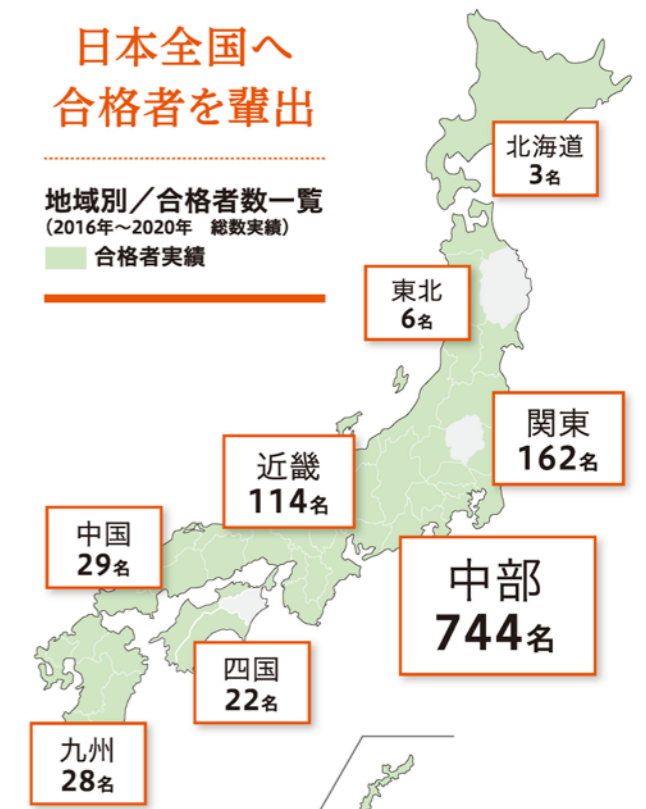 日本全国へ
合格者を輩出
地域別／合格者数一覧
（2016年～2020年　総数実績）
合格者実績
北海道
3名
東北
6名
関東
162名
近畿
114名
中国
29名
中部
744名
四国
22名
九州
28名